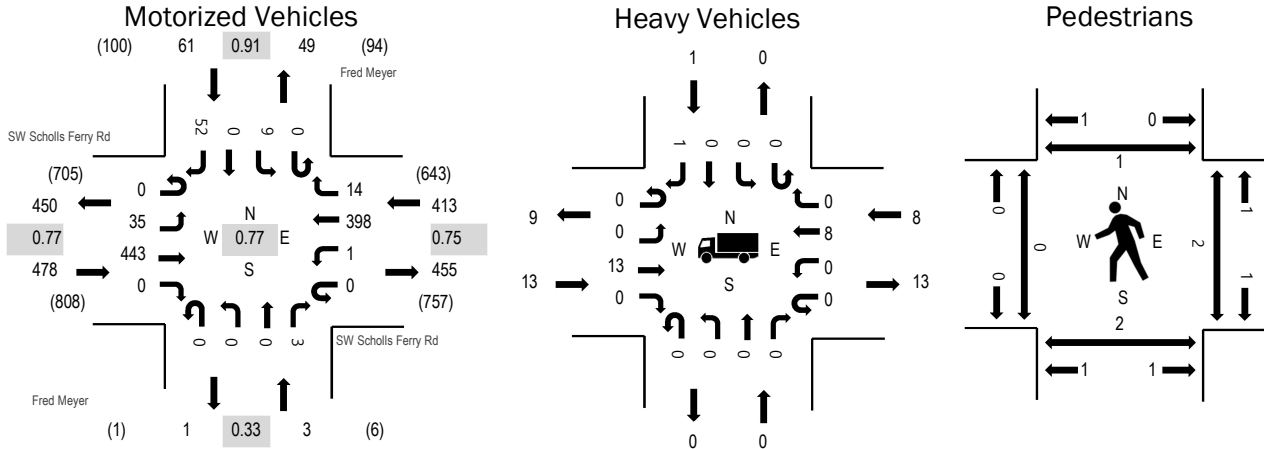 Motorized Vehicles
(100) 61 0.91 49 (94)
Fred Meyer
SW Scholls Ferry Rd
52 0 9 0
(705) 0 14 (643)
450 35 398 413
N
0.77 W 0.77 E 0.75
S
443 1
478 0 0 455
(808) (757)
0 0 0 3
SW Scholls Ferry Rd
Fred Meyer
(1) 1 0.33 3 (6)
Heavy Vehicles
1 0
1 0 0 0
0 0
9 0 8 8
N
W E
S
13 13 0 13
0 0
0 0 0 0
0 0
Pedestrians
1 0
1
N
0 0 W E 2 1
0 S 1
2
1 1